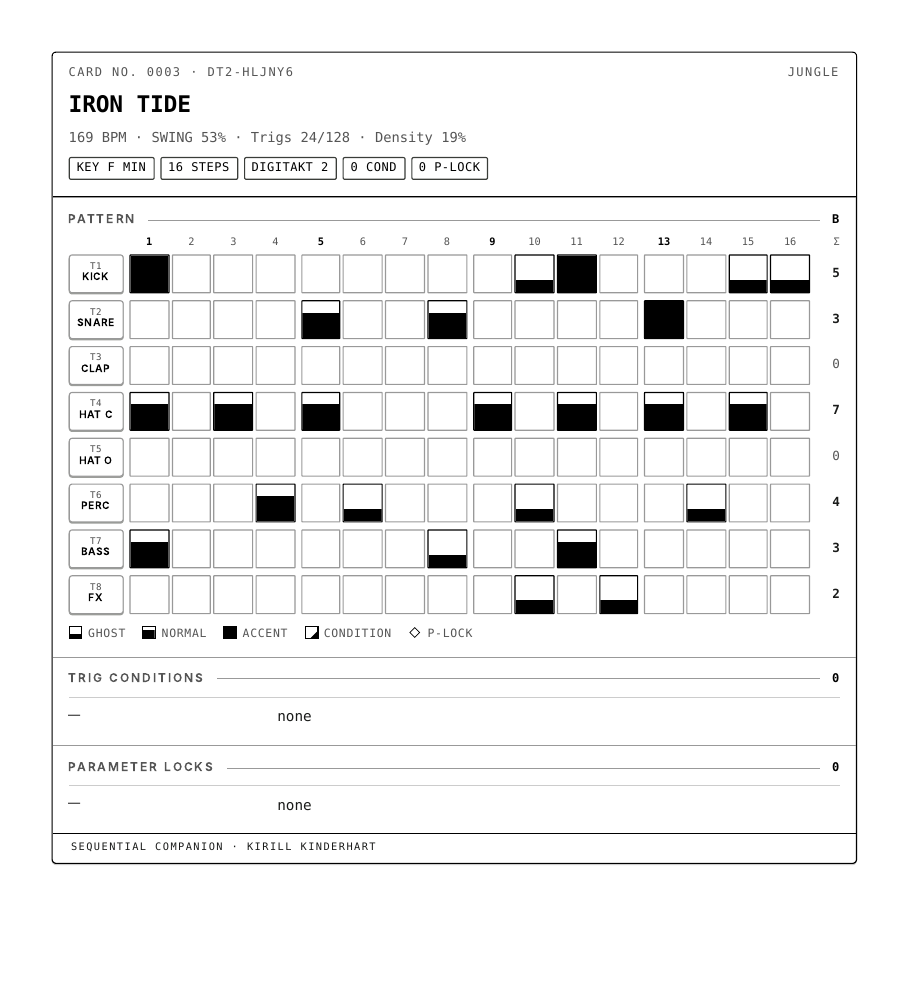 CARD NO. 0003 · DT2-HLJNY6 JUNGLE
IRON TIDE
169 BPM · SWING 53% · Trigs 24/128 · Density 19%
KEY F MIN 16 STEPS DIGITAKT 2 0 COND 0 P-LOCK
PATTERN B
1 2 3 4 5 6 7 8 9 10 11 12 13 14 15 16 Σ
T1
KICK 5
T2
SNARE 3
T3
CLAP 0
T4
HAT C 7
T5
HAT O 0
T6
PERC 4
T7
BASS 3
T8
FX 2
GHOST NORMAL ACCENT CONDITION P-LOCK
TRIG CONDITIONS 0
— none
PARAMETER LOCKS 0
— none
SEQUENTIAL COMPANION · KIRILL KINDERHART